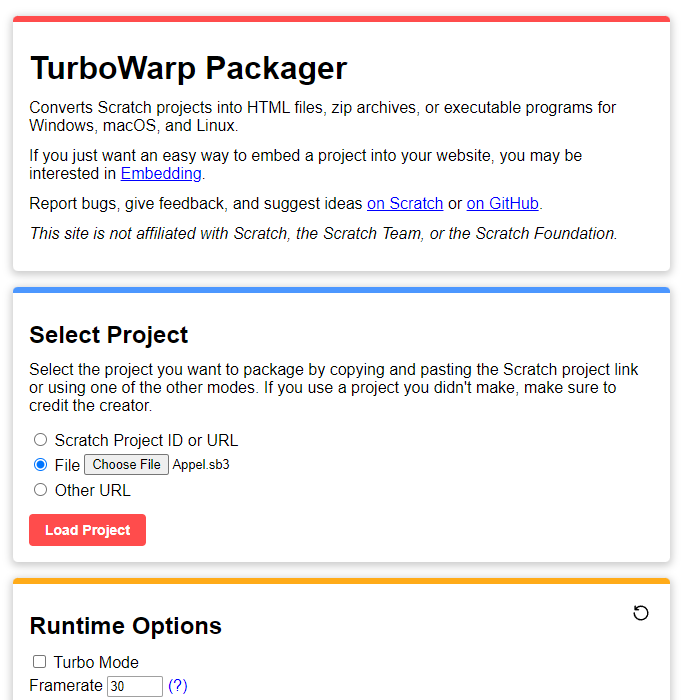 TurboWarp Packager
Converts Scratch projects into HTML files, zip archives, or executable programs for
Windows, macOS, and Linux.
If you just want an easy way to embed a project into your website, you may be
interested in Embedding.
Report bugs, give feedback, and suggest ideas on Scratch or on GitHub.
This site is not affiliated with Scratch, the Scratch Team, or the Scratch Foundation.
Select Project
Select the project you want to package by copying and pasting the Scratch project link
or using one of the other modes. If you use a project you didn't make, make sure to
credit the creator.
Scratch Project ID or URL
File Choose File Appel.sb3
Other URL
Load Project
Runtime Options
Turbo Mode
Framerate 30 (?)